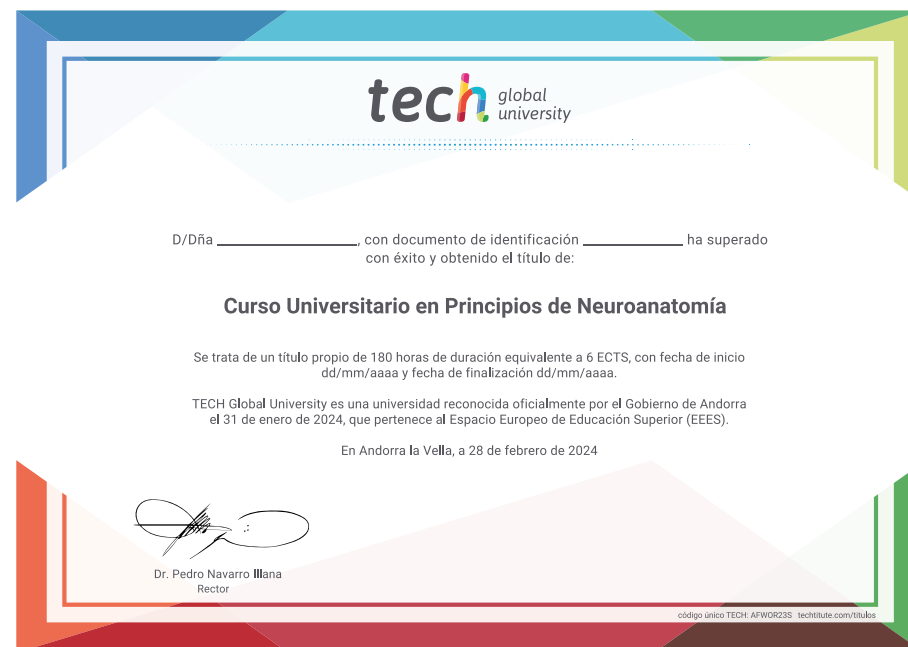 tech global
university
D/Dña ____________________, con documento de identificación ______________ ha superado
con éxito y obtenido el título de:
Curso Universitario en Principios de Neuroanatomía
Se trata de un título propio de 180 horas de duración equivalente a 6 ECTS, con fecha de inicio
dd/mm/aaaa y fecha de finalización dd/mm/aaaa.
TECH Global University es una universidad reconocida oficialmente por el Gobierno de Andorra
el 31 de enero de 2024, que pertenece al Espacio Europeo de Educación Superior (EEES).
En Andorra la Vella, a 28 de febrero de 2024
Dr. Pedro Navarro Illana
Rector
código único TECH: AFWOR23S techtitute.com/titulos